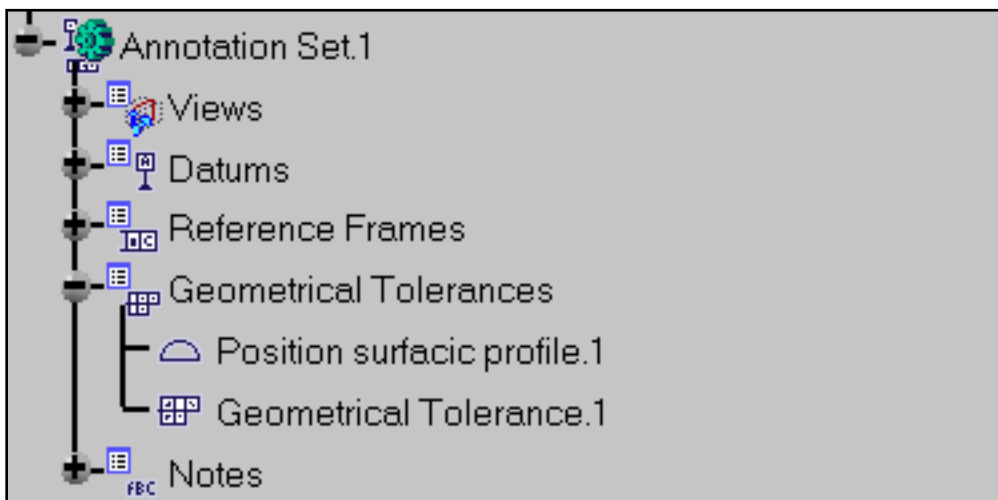 Annotation Set.1
Views
Datums
Reference Frames
Geometrical Tolerances
Position surfacic profile.1
Geometrical Tolerance.1
Notes